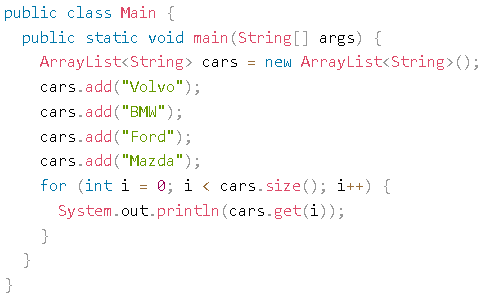 public class Main {
  public static void main(String[] args) {
    ArrayList<String> cars = new ArrayList<String>();
    cars.add("Volvo");
    cars.add("BMW");
    cars.add("Ford");
    cars.add("Mazda");
    for (int i = 0; i < cars.size(); i++) {
      System.out.println(cars.get(i));
    }
  }
}